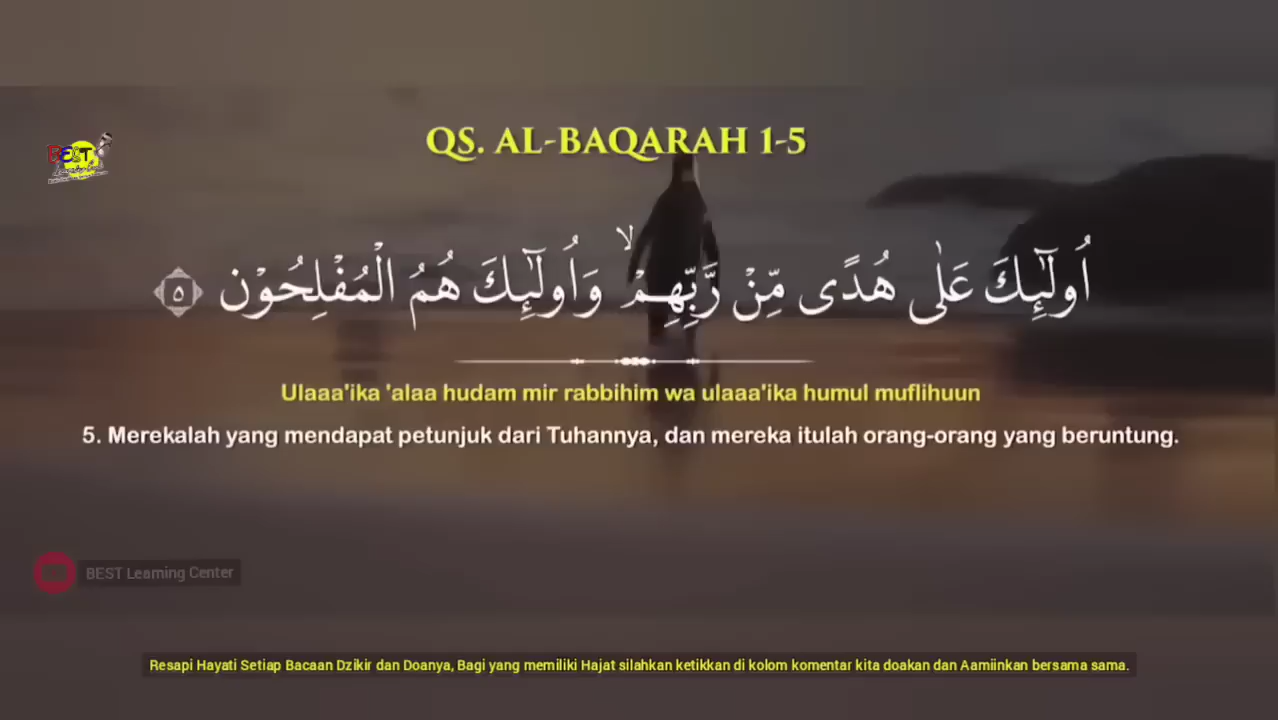 BEST
QS. AL-BAQARAH 1-5
اُولٰۤىِٕكَ عَلٰى هُدًى مِّنْ رَّبِّهِمْ ۙ وَاُولٰۤىِٕكَ هُمُ الْمُفْلِحُوْنَ ٥
Ulaaa'ika 'alaa hudam mir rabbihim wa ulaaa'ika humul muflihuun
5. Merekalah yang mendapat petunjuk dari Tuhannya, dan mereka itulah orang-orang yang beruntung.
BEST Learning Center
Resapi Hayati Setiap Bacaan Dzikir dan Doanya, Bagi yang memiliki Hajat silahkan ketikkan di kolom komentar kita doakan dan Aamiinkan bersama sama.